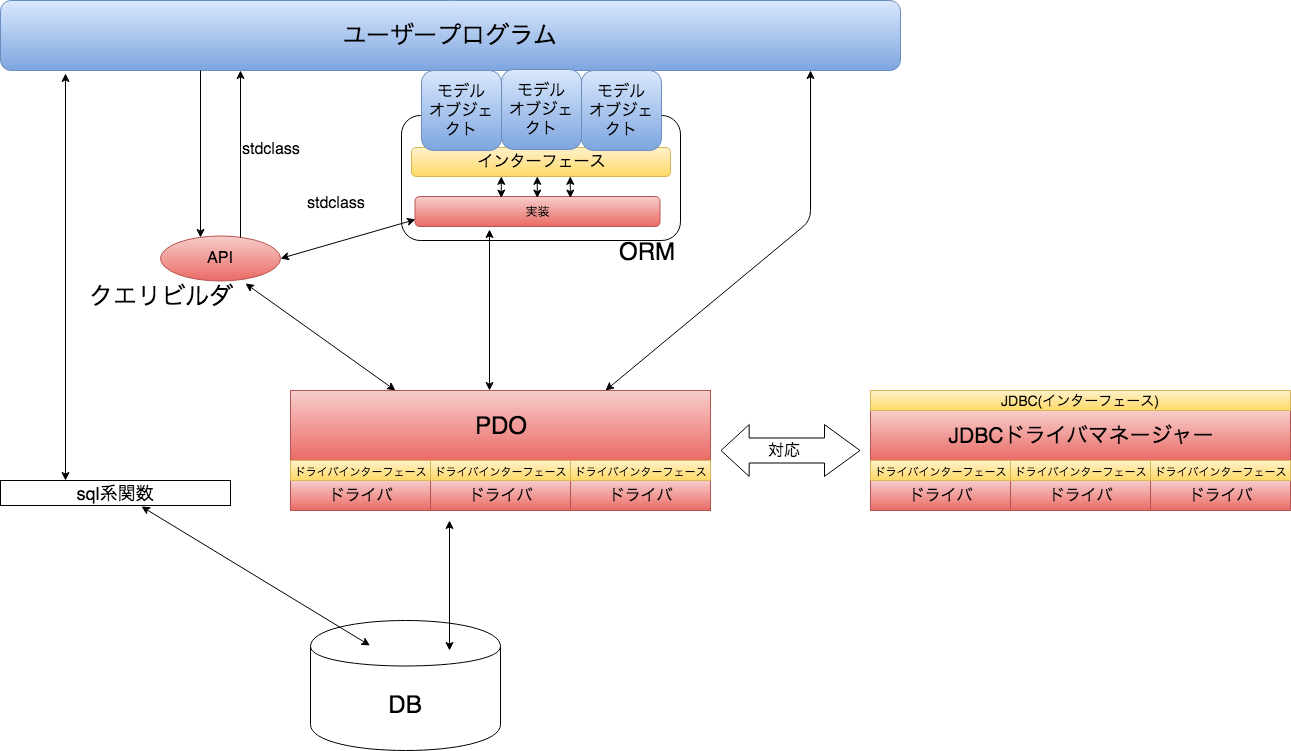 ユーザープログラム
モデル
オブジェ
クト
モデル
オブジェ
クト
モデル
オブジェ
クト
インターフェース
stdclass
stdclass
実装
ORM
API
クエリビルダ
PDO
ドライバインターフェース
ドライバインターフェース
ドライバインターフェース
ドライバ
ドライバ
ドライバ
対応
JDBC(インターフェース)
JDBCドライバマネージャー
ドライバインターフェース
ドライバインターフェース
ドライバインターフェース
ドライバ
ドライバ
ドライバ
sql系関数
DB